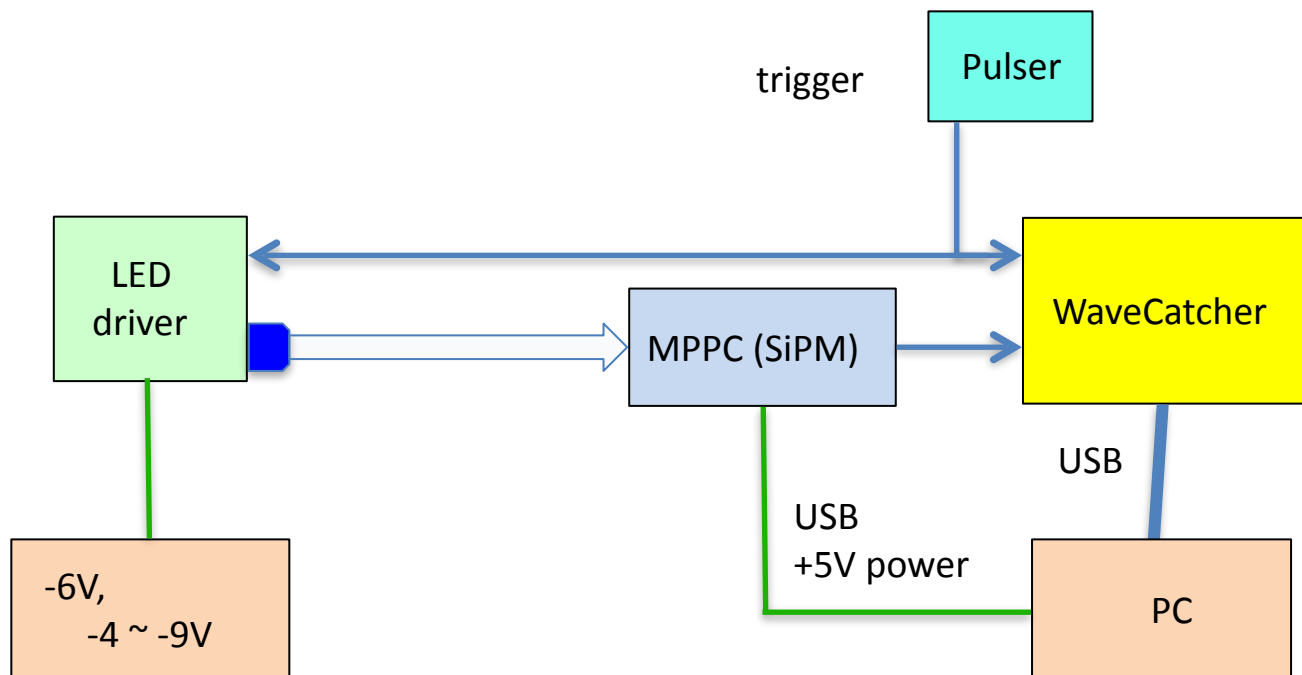 trigger
Pulser
LED
driver
MPPC (SiPM)
WaveCatcher
USB
USB
+5V power
-6V,
-4 ~ -9V
PC